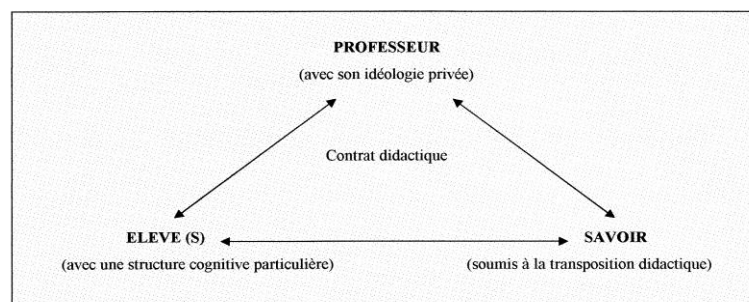 PROFESSEUR
(avec son idéologie privée)
Contrat didactique
ELEVE (S)
SAVOIR
(avec une structure cognitive particulière)
(soumis à la transposition didactique)